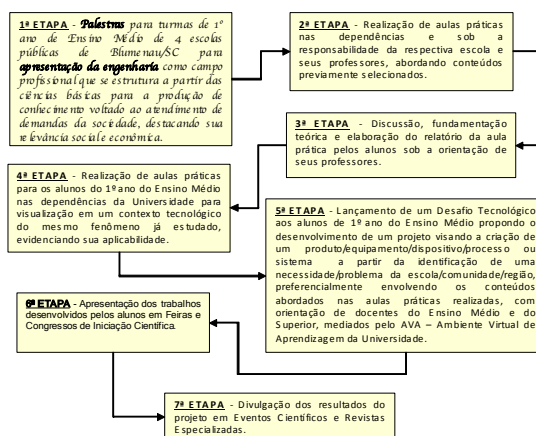 1ª ETAPA - Palestras para turmas de 1º
ano de Ensino Médio de 4 escolas
públicas de Blumenau/SC para
apresentação da engenharia como campo
profissional que se estrutura a partir das
ciências básicas para a produção de
conhecimento voltado ao atendimento de
demandas da sociedade, destacando sua
relevância social e econômica.
2ª ETAPA - Realização de aulas práticas
nas dependências e sob a
responsabilidade da respectiva escola e
seus professores, abordando conteúdos
previamente selecionados.
3ª ETAPA - Discussão, fundamentação
teórica e elaboração do relatório da aula
prática pelos alunos sob a orientação de
seus professores.
4ª ETAPA - Realização de aulas práticas
para os alunos do 1º ano do Ensino Médio
nas dependências da Universidade para
visualização em um contexto tecnológico
do mesmo fenômeno já estudado,
evidenciando sua aplicabilidade.
5ª ETAPA - Lançamento de um Desafio Tecnológico
aos alunos de 1º ano do Ensino Médio propondo o
desenvolvimento de um projeto visando a criação de
um produto/equipamento/dispositivo/processo ou
sistema a partir da identificação de uma
necessidade/problema da escola/comunidade/região,
preferencialmente envolvendo os conteúdos
abordados nas aulas práticas realizadas, com
orientação de docentes do Ensino Médio e do
Superior, mediados pelo AVA – Ambiente Virtual de
Aprendizagem da Universidade.
6ª ETAPA - Apresentação dos trabalhos
desenvolvidos pelos alunos em Feiras e
Congressos de Iniciação Científica.
7ª ETAPA - Divulgação dos resultados do
projeto em Eventos Científicos e Revistas
Especializadas.